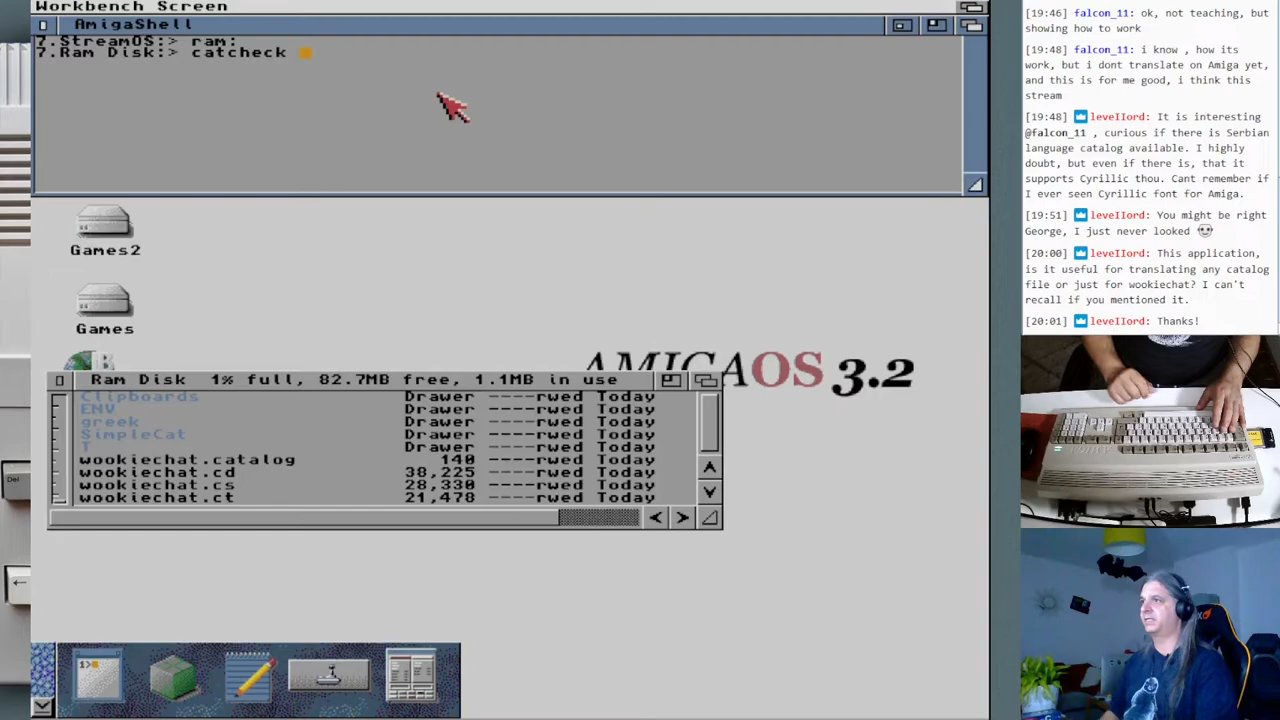 Workbench Screen
AmigaShell
7.StreamOS:> ram:
7.Ram Disk:> catcheck
Games2
Games
AMIGAOS 3.2
Ram Disk 1% full, 82.7MB free, 1.1MB in use
Clipboards Drawer ----rwed Today
ENV Drawer ----rwed Today
greek Drawer ----rwed Today
SimpleCat Drawer ----rwed Today
T Drawer ----rwed Today
wookiechat.catalog 140 ----rwed Today
wookiechat.cd 38,225 ----rwed Today
wookiechat.cs 28,330 ----rwed Today
wookiechat.ct 21,478 ----rwed Today
1>
Del
[19:46] falcon_11: ok, not teaching, but
showing how to work
[19:48] falcon_11: i know , how its
work, but i dont translate on Amiga yet,
and this is for me good, i think this
stream
[19:48] leveIIord: It is interesting
@falcon_11 , curious if there is Serbian
language catalog available. I highly
doubt, but even if there is, that it
supports Cyrillic thou. Cant remember if
I ever seen Cyrillic font for Amiga.
[19:51] leveIIord: You might be right
George, I just never looked
[20:00] leveIIord: This application,
is it useful for translating any catalog
file or just for wookiechat? I can't
recall if you mentioned it.
[20:01] leveIIord: Thanks!